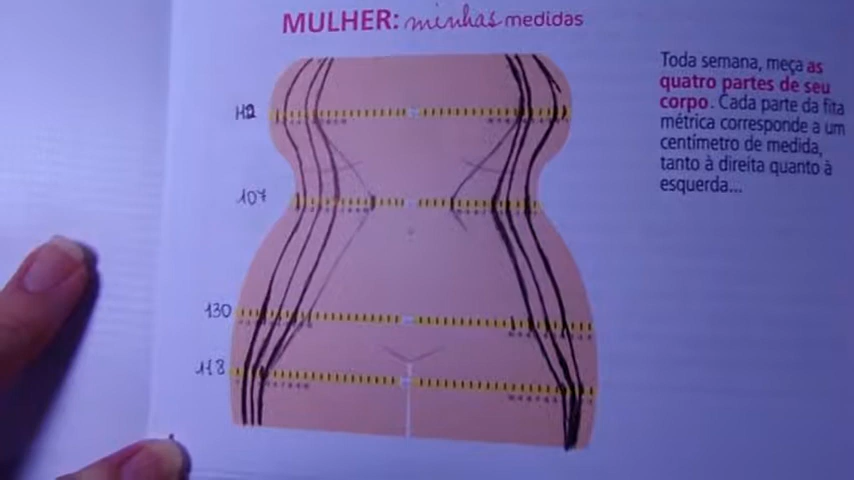 MULHER: minhas medidas
Toda semana, meça as
quatro partes de seu
corpo. Cada parte da fita
métrica corresponde a um
centímetro de medida,
tanto à direita quanto à
esquerda...
107
130
118